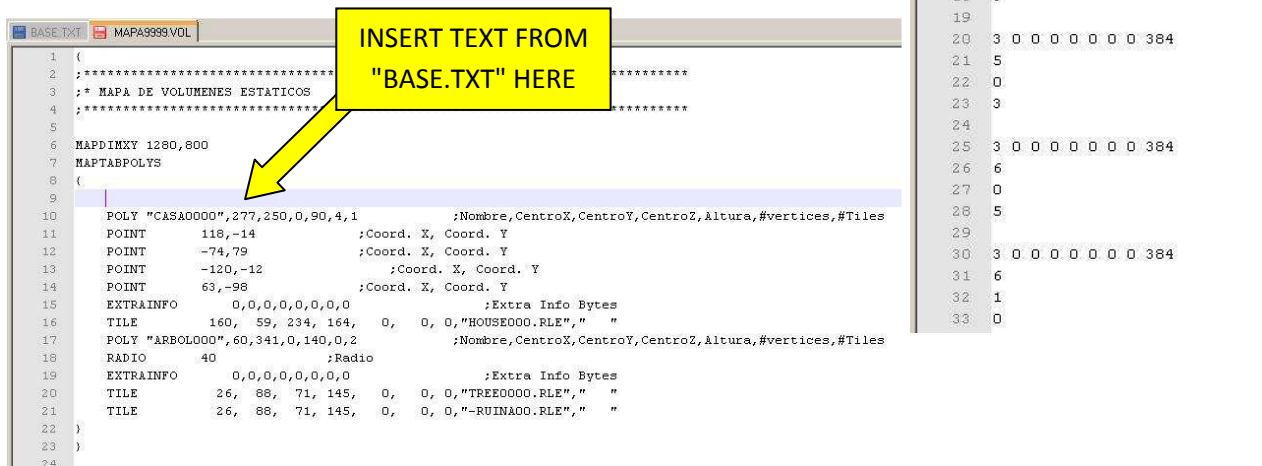 BASE.TXT MAPA9999.VOL
INSERT TEXT FROM
"BASE.TXT" HERE
1 (
2 ;*******************************************************************************
3 ;* MAPA DE VOLUMENES ESTATICOS
4 ;*******************************************************************************
5
6 MAPDIMXY 1280,800
7 MAPTABPOLYS
8 (
9
10 POLY "CASA0000",277,250,0,90,4,1 ;Nombre,CentroX,CentroY,CentroZ,Altura,#vertices,#Tiles
11 POINT 118,-14 ;Coord. X, Coord. Y
12 POINT -74,79 ;Coord. X, Coord. Y
13 POINT -120,-12 ;Coord. X, Coord. Y
14 POINT 63,-98 ;Coord. X, Coord. Y
15 EXTRAINFO 0,0,0,0,0,0,0,0 ;Extra Info Bytes
16 TILE 160, 59, 234, 164, 0, 0, 0,"HOUSE000.RLE"," "
17 POLY "ARBOL000",60,341,0,140,0,2 ;Nombre,CentroX,CentroY,CentroZ,Altura,#vertices,#Tiles
18 RADIO 40 ;Radio
19 EXTRAINFO 0,0,0,0,0,0,0,0 ;Extra Info Bytes
20 TILE 26, 88, 71, 145, 0, 0, 0,"TREE0000.RLE"," "
21 TILE 26, 88, 71, 145, 0, 0, 0,"-RUINA00.RLE"," "
22 )
23 )
24
19
20 3 0 0 0 0 0 0 0 384
21 5
22 0
23 3
24
25 3 0 0 0 0 0 0 0 384
26 6
27 0
28 5
29
30 3 0 0 0 0 0 0 0 384
31 6
32 1
33 0